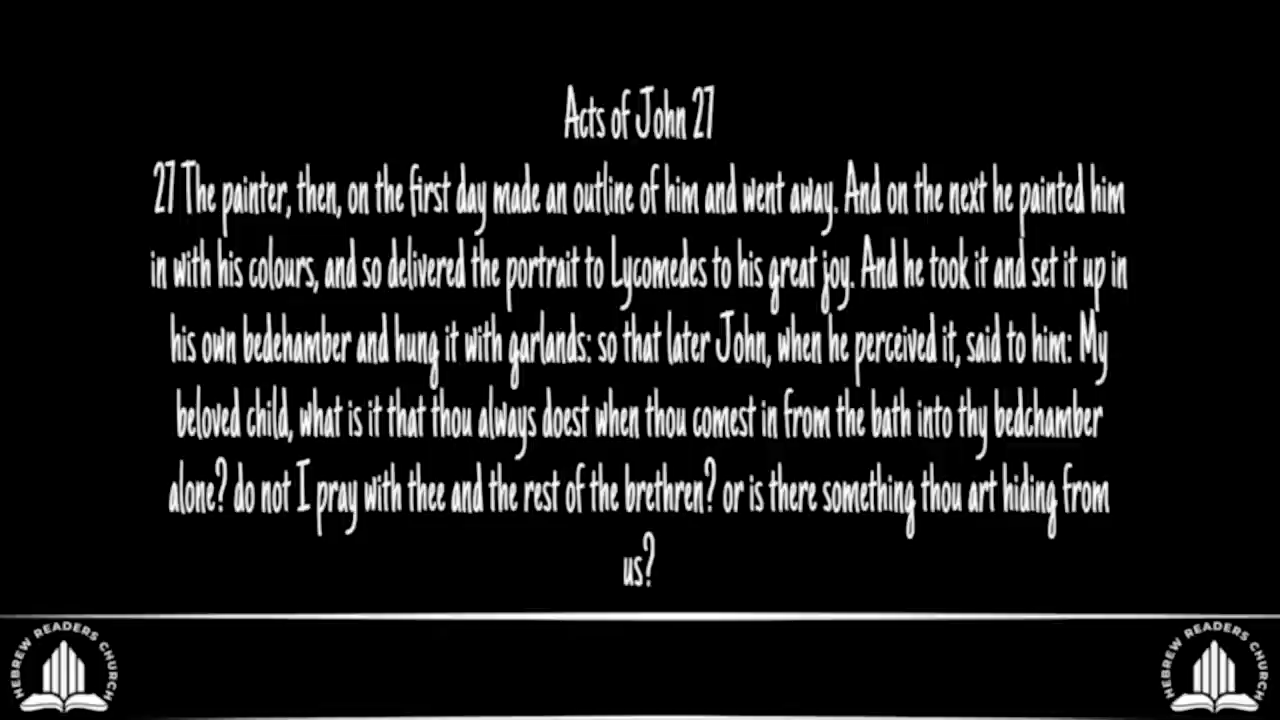 Acts of John 27
27 The painter, then, on the first day made an outline of him and went away. And on the next he painted him
in with his colours, and so delivered the portrait to Lycomedes to his great joy. And he took it and set it up in
his own bedehamber and hung it with garlands: so that later John, when he perceived it, said to him: My
beloved child, what is it that thou always doest when thou comest in from the bath into thy bedchamber
alone? do not I pray with thee and the rest of the brethren? or is there something thou art hiding from
us?
HEBREW READERS CHURCH
HEBREW READERS CHURCH